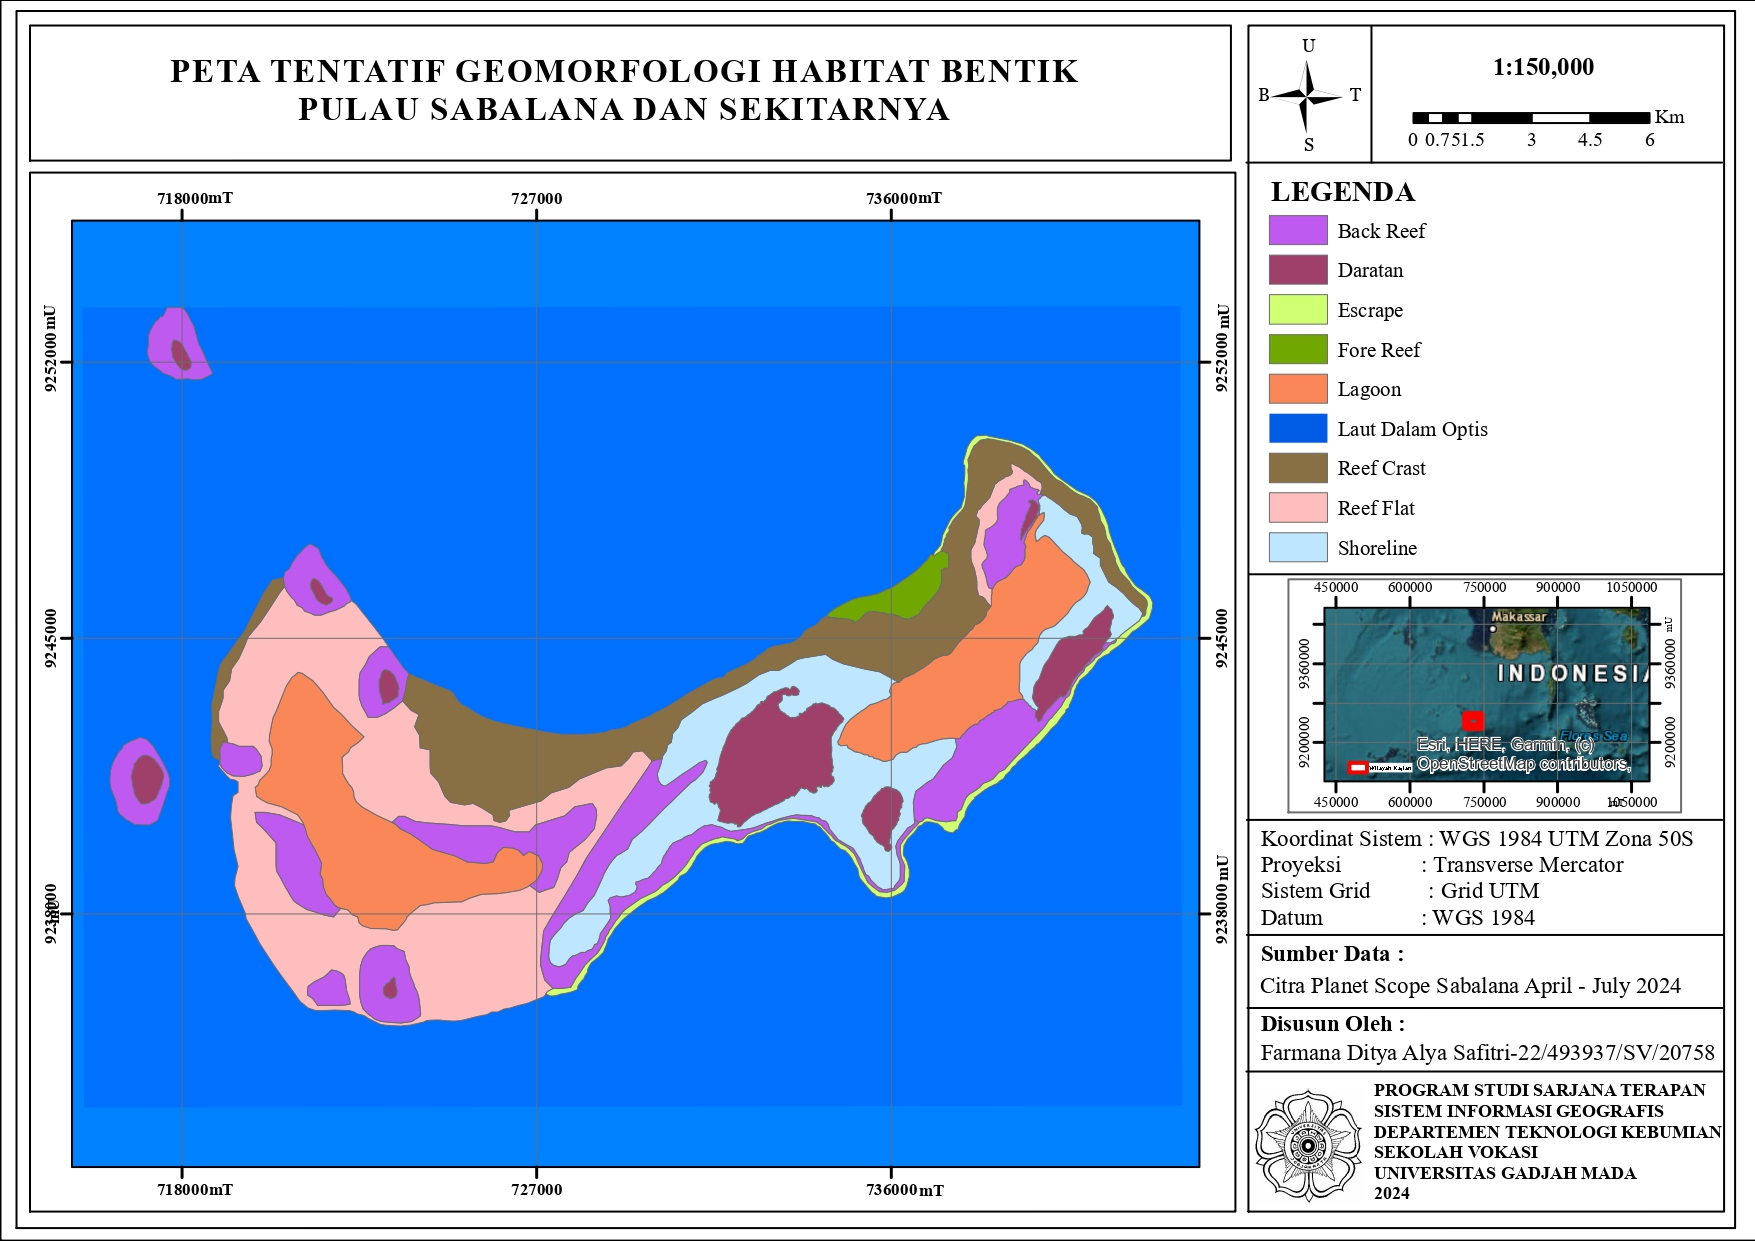 PETA TENTATIF GEOMORFOLOGI HABITAT BENTIK
PULAU SABALANA DAN SEKITARNYA
U
B T
S
1:150,000
Km
0 0.75 1.5 3 4.5 6
718000mT 727000 736000mT
9252000 mU
9245000
9238000
9252000 mU
9245000
9238000 mU
718000mT 727000 736000mT
LEGENDA
Back Reef
Daratan
Escrape
Fore Reef
Lagoon
Laut Dalam Optis
Reef Crast
Reef Flat
Shoreline
450000 600000 750000 900000 1050000
9360000
9200000
Makassar
INDONESIA
Flores Sea
Esri, HERE, Garmin, (c)
OpenStreetMap contributors,
Wilayah Kajian
9360000 mU
9200000
450000 600000 750000 900000 1050000
Koordinat Sistem : WGS 1984 UTM Zona 50S
Proyeksi : Transverse Mercator
Sistem Grid : Grid UTM
Datum : WGS 1984
Sumber Data :
Citra Planet Scope Sabalana April - July 2024
Disusun Oleh :
Farmana Ditya Alya Safitri-22/493937/SV/20758
PROGRAM STUDI SARJANA TERAPAN
SISTEM INFORMASI GEOGRAFIS
DEPARTEMEN TEKNOLOGI KEBUMIAN
SEKOLAH VOKASI
UNIVERSITAS GADJAH MADA
2024